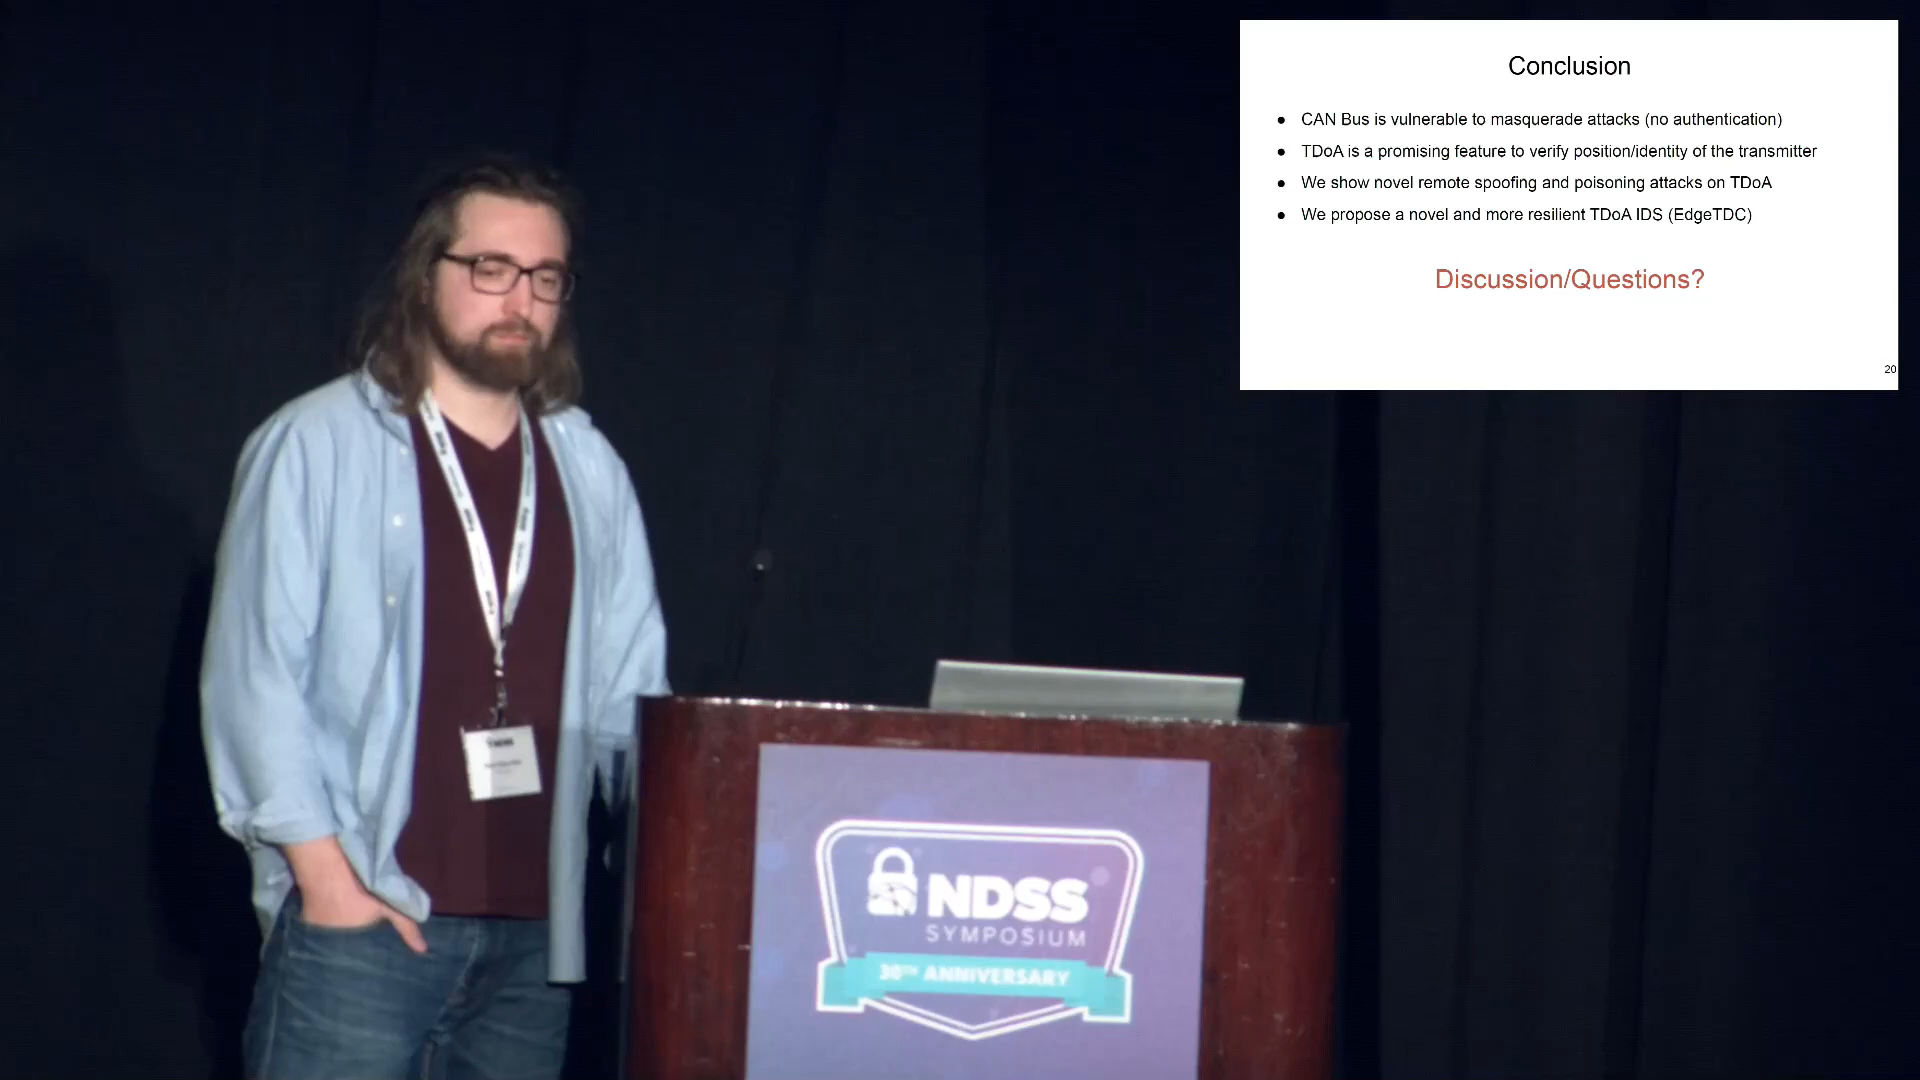 Conclusion
● CAN Bus is vulnerable to masquerade attacks (no authentication)
● TDoA is a promising feature to verify position/identity of the transmitter
● We show novel remote spoofing and poisoning attacks on TDoA
● We propose a novel and more resilient TDoA IDS (EdgeTDC)
Discussion/Questions?
20
NDSS
SYMPOSIUM
30TH ANNIVERSARY